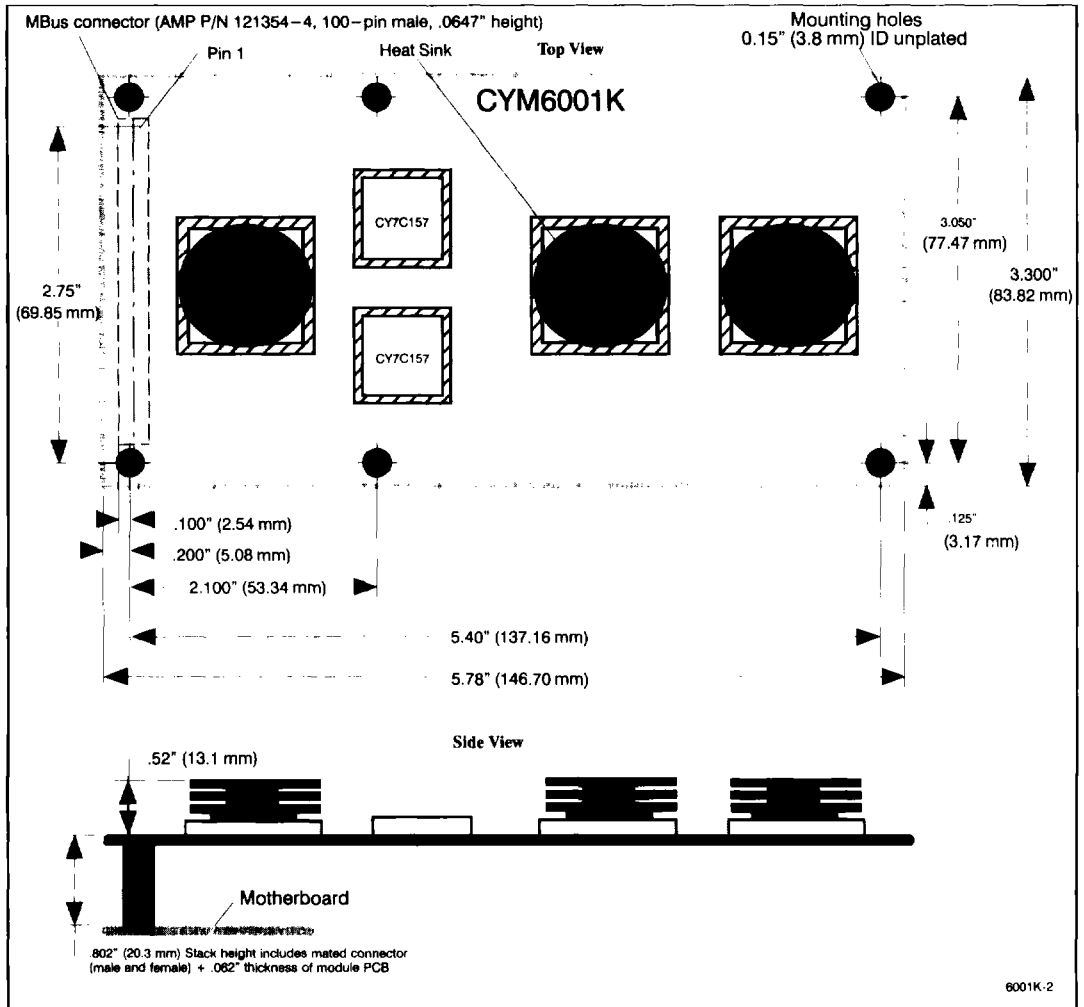 MBus connector (AMP P/N 121354–4, 100–pin male, .0647" height)
Pin 1
Heat Sink
Top View
Mounting holes
0.15" (3.8 mm) ID unplated
CYM6001K
CY7C157
CY7C157
2.75"
(69.85 mm)
3.050"
(77.47 mm)
3.300"
(83.82 mm)
.125"
(3.17 mm)
.100" (2.54 mm)
.200" (5.08 mm)
2.100" (53.34 mm)
5.40" (137.16 mm)
5.78" (146.70 mm)
Side View
.52" (13.1 mm)
Motherboard
.802" (20.3 mm) Stack height includes mated connector
(male and female) + .062" thickness of module PCB
6001K-2